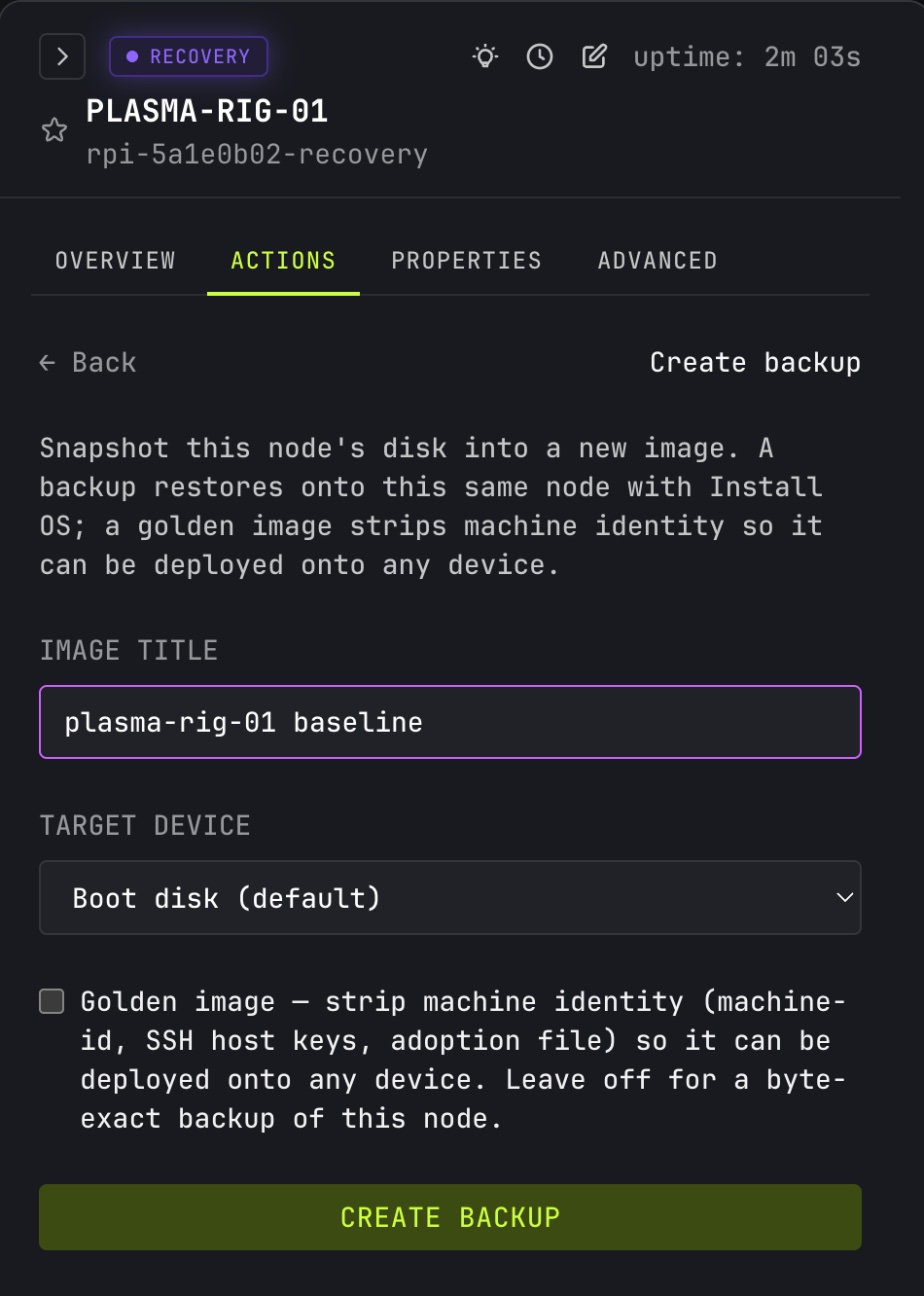 RECOVERY
uptime: 2m 03s
PLASMA-RIG-01
rpi-5a1e0b02-recovery
OVERVIEW ACTIONS PROPERTIES ADVANCED
← Back
Create backup
Snapshot this node's disk into a new image. A
backup restores onto this same node with Install
OS; a golden image strips machine identity so it
can be deployed onto any device.
IMAGE TITLE
plasma-rig-01 baseline
TARGET DEVICE
Boot disk (default)
Golden image — strip machine identity (machine-
id, SSH host keys, adoption file) so it can be
deployed onto any device. Leave off for a byte-
exact backup of this node.
CREATE BACKUP